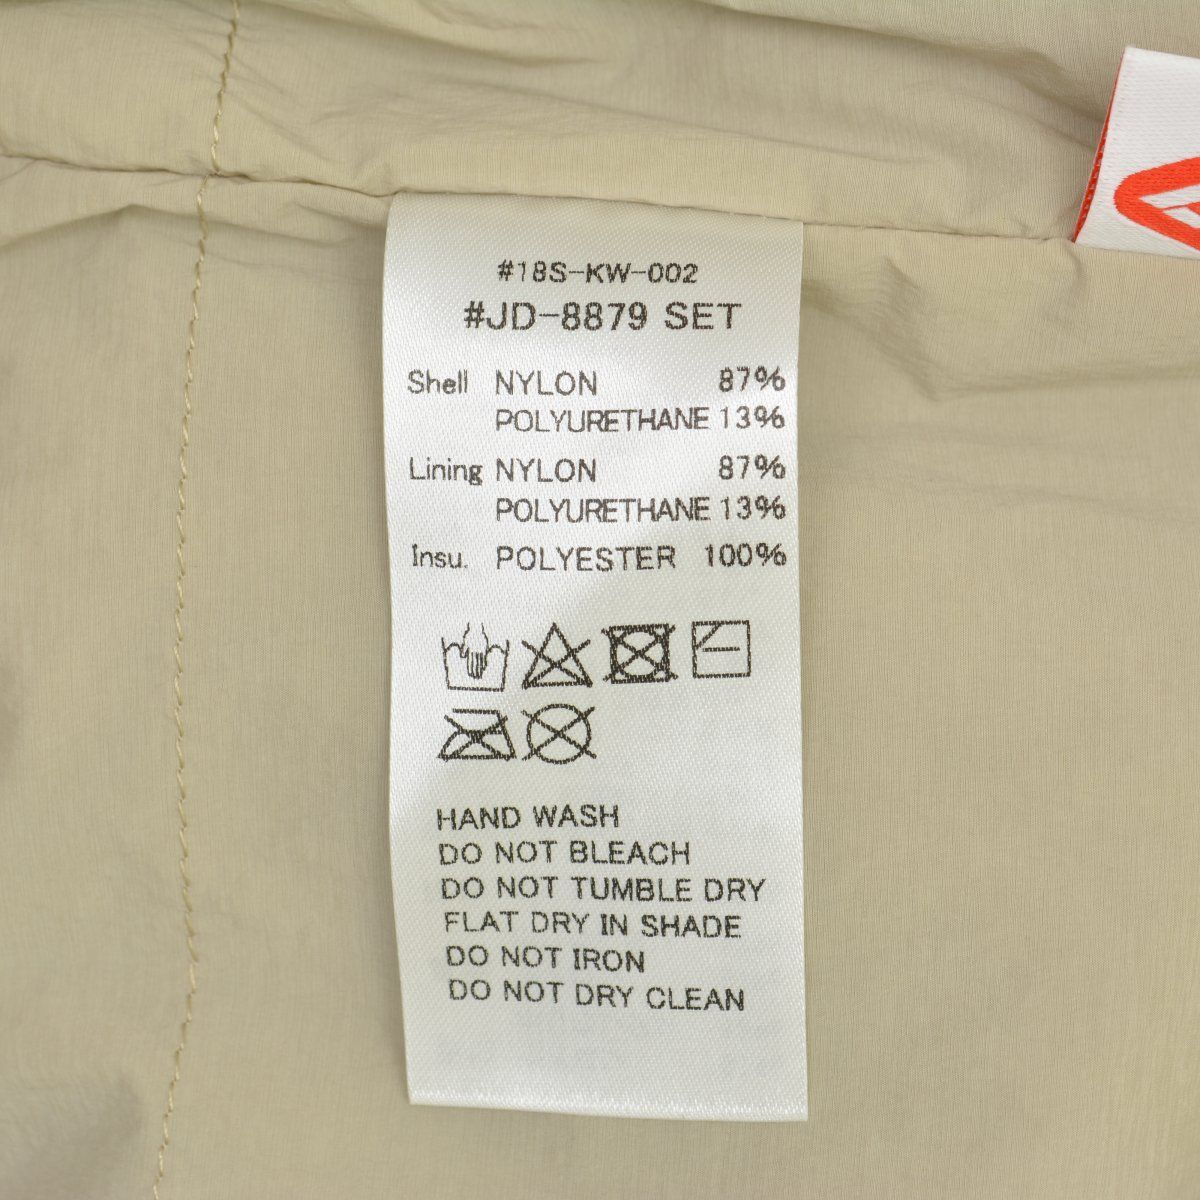 #18S-KW-002
#JD-8879 SET
Shell NYLON 87%
POLYURETHANE 13%
Lining NYLON 87%
POLYURETHANE 13%
Insu. POLYESTER 100%
HAND WASH
DO NOT BLEACH
DO NOT TUMBLE DRY
FLAT DRY IN SHADE
DO NOT IRON
DO NOT DRY CLEAN